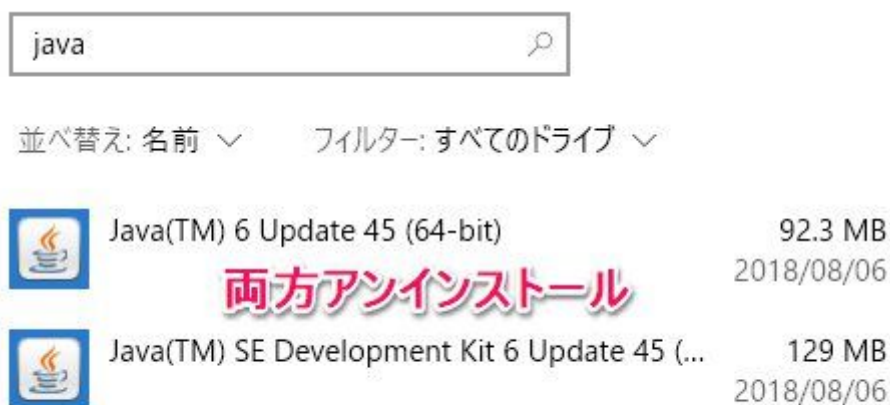 java
並べ替え: 名前 フィルター: すべてのドライブ
Java(TM) 6 Update 45 (64-bit) 92.3 MB
2018/08/06
両方アンインストール
Java(TM) SE Development Kit 6 Update 45 (... 129 MB
2018/08/06